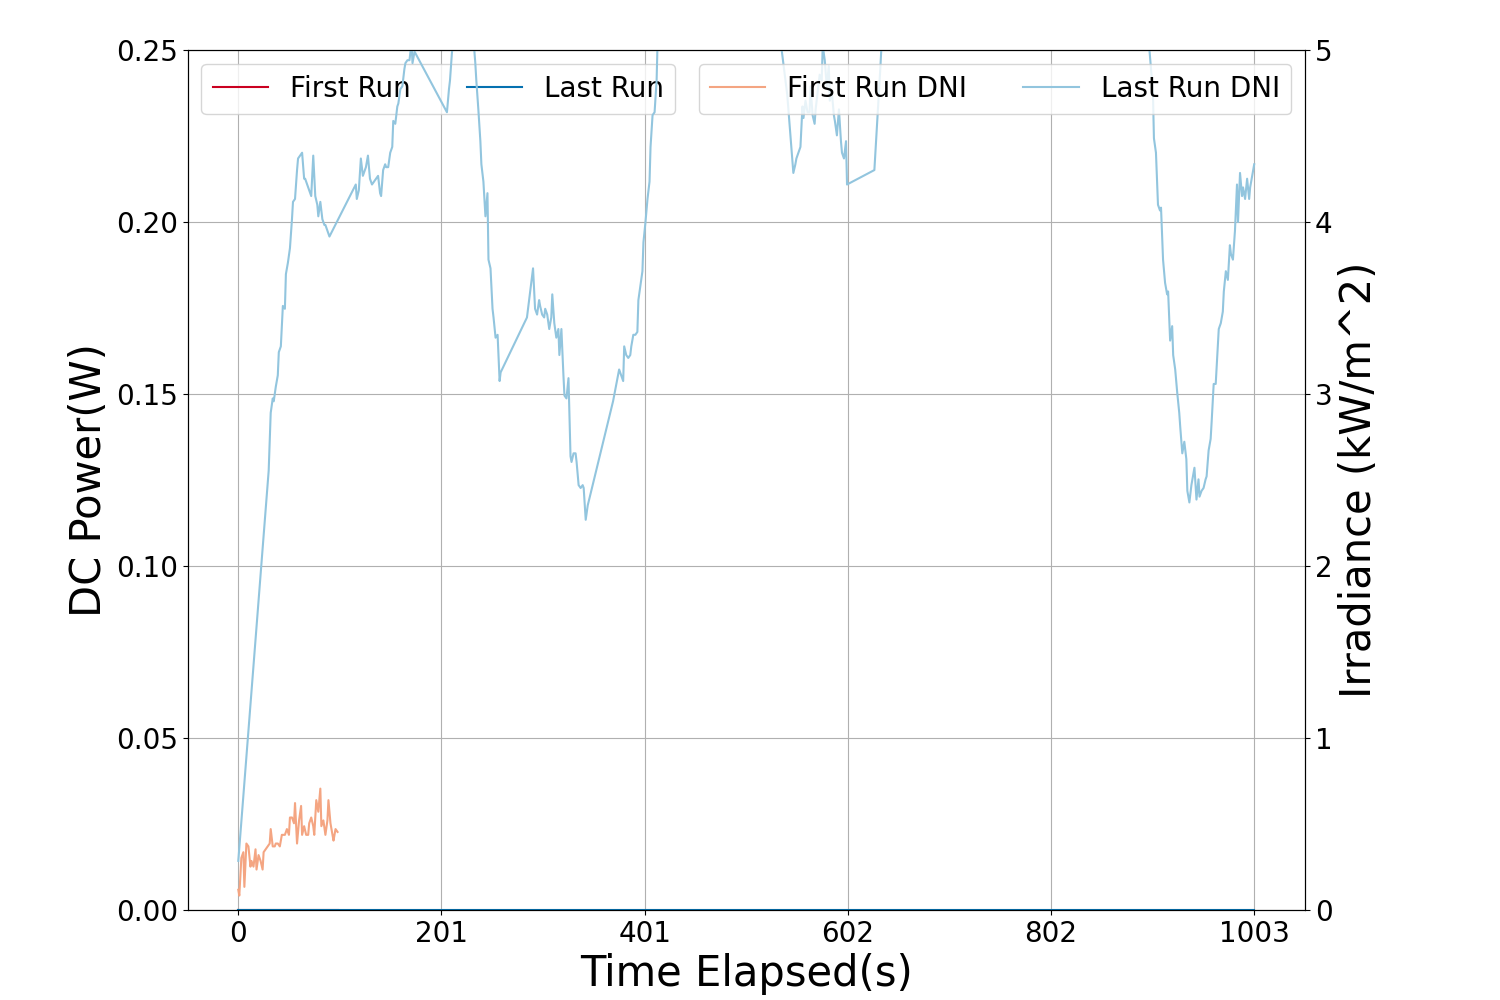 First Run
Last Run
First Run DNI
Last Run DNI
DC Power(W)
0.25
0.20
0.15
0.10
0.05
0.00
5
4
3
2
1
0
Irradiance (kW/m^2)
0 201 401 602 802 1003
Time Elapsed(s)